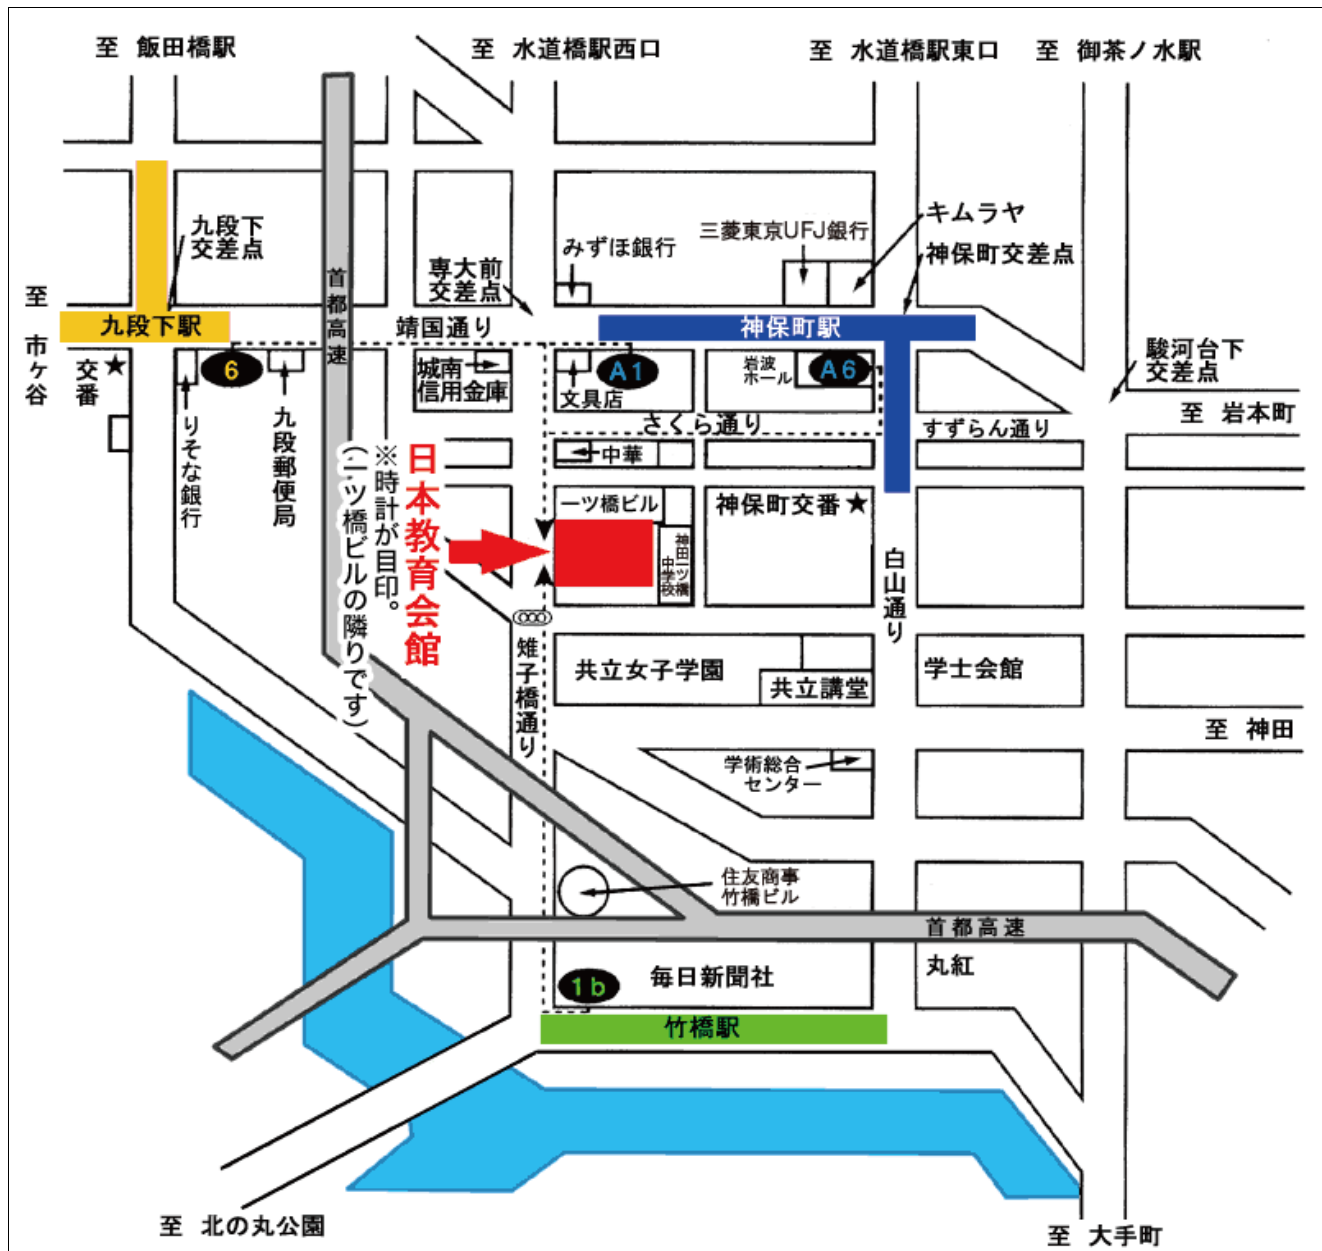 至 飯田橋駅
至 水道橋駅西口
至 水道橋駅東口
至 御茶ノ水駅
九段下
交差点
首都高速
専大前
交差点
みずほ銀行
三菱東京UFJ銀行
キムラヤ
神保町交差点
至 市ヶ谷
九段下駅
靖国通り
神保町駅
交番★
6
城南
信用金庫
文具店
A1
岩波
ホール
A6
駿河台下
交差点
至 岩本町
りそな銀行
九段郵便局
さくら通り
すずらん通り
中華
日本教育会館
※時計が目印。
(一ツ橋ビルの隣りです)
一ツ橋ビル
神田一ツ橋
中学校
神保町交番★
白山通り
雉子橋通り
共立女子学園
共立講堂
学士会館
至 神田
学術総合
センター
住友商事
竹橋ビル
首都高速
丸紅
1b
毎日新聞社
竹橋駅
至 北の丸公園
至 大手町